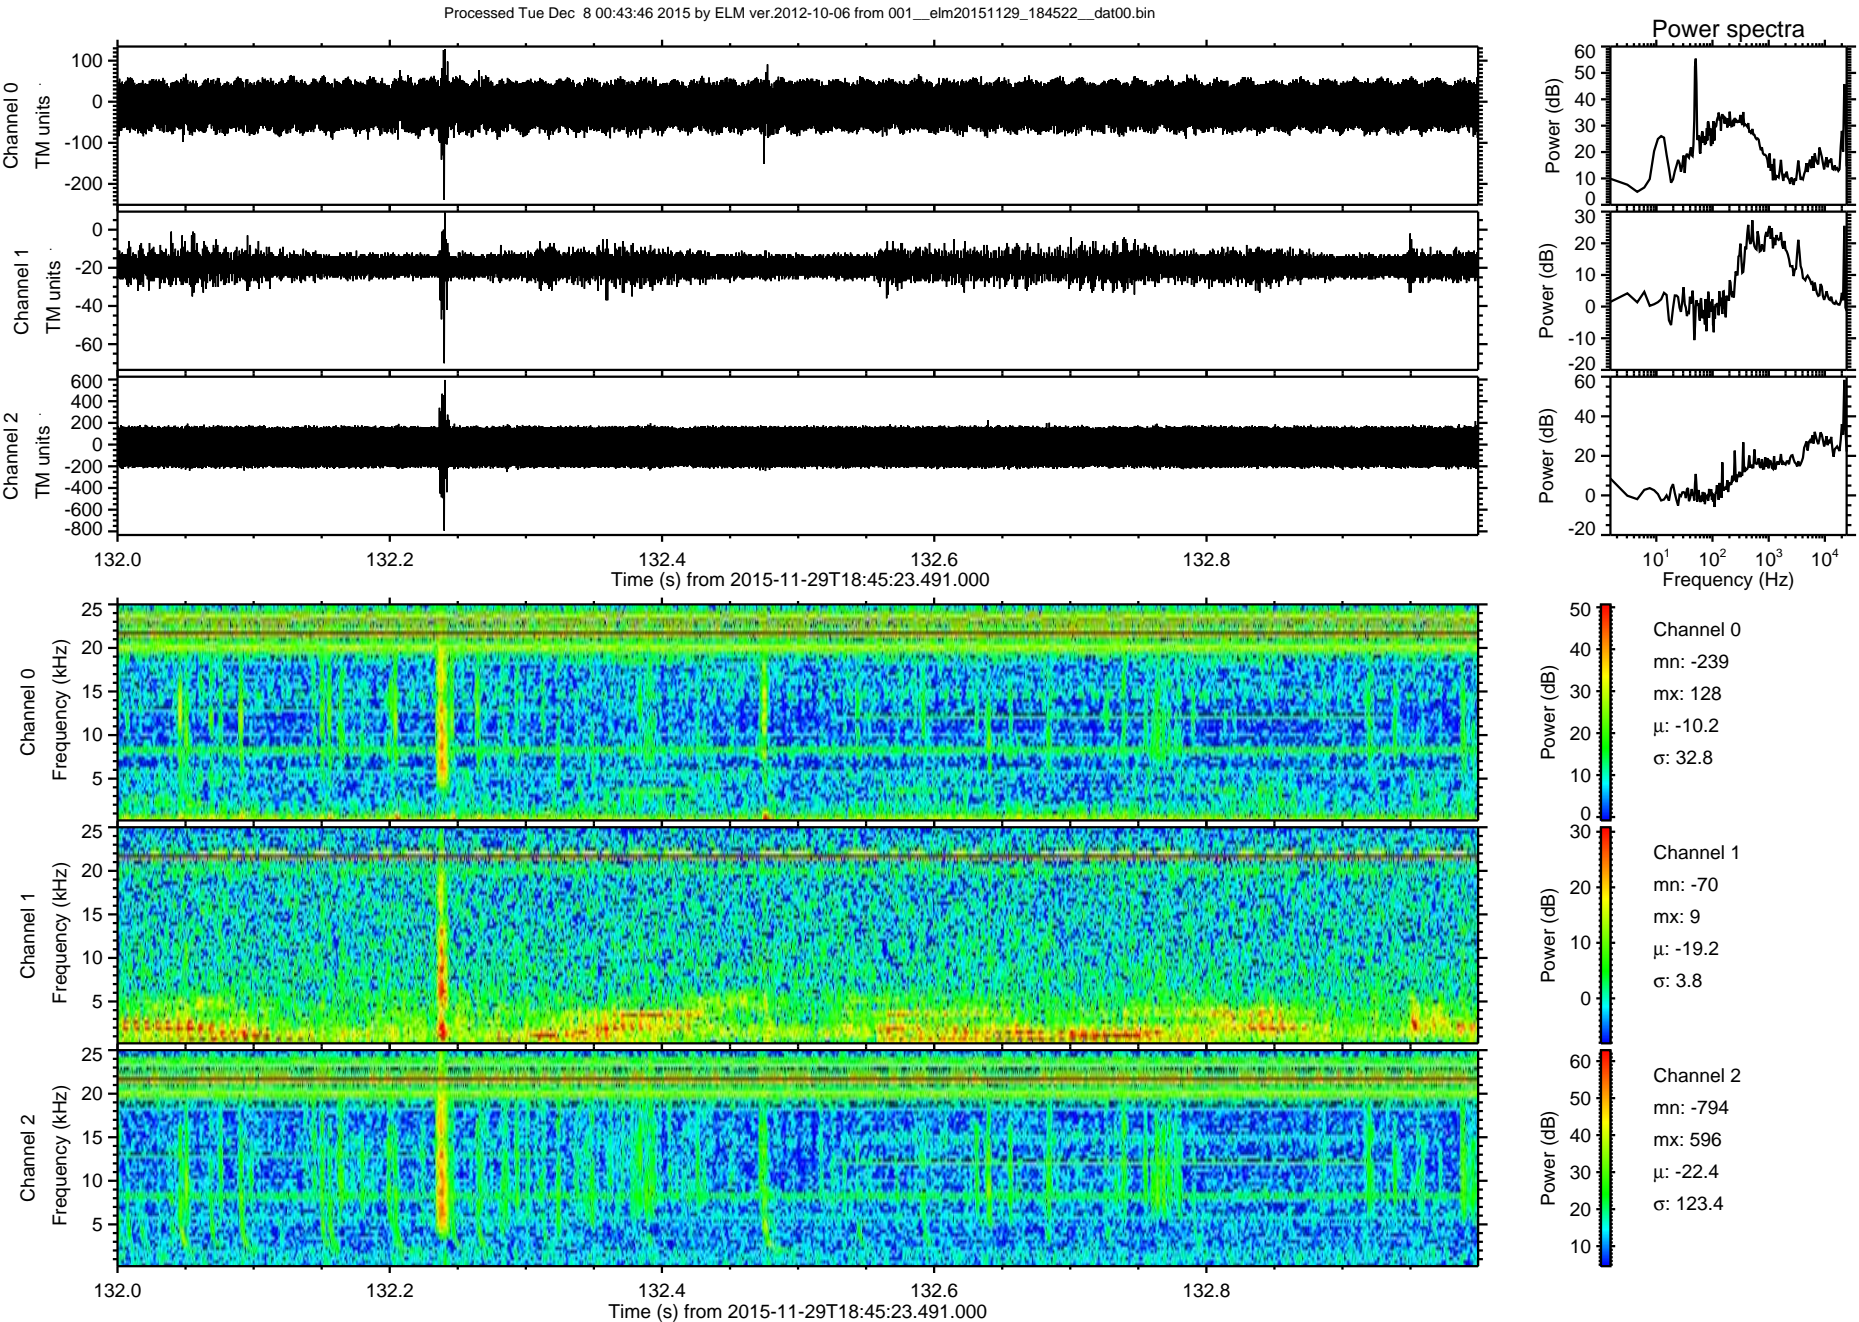 Processed Tue Dec  8 00:43:46 2015 by ELM ver.2012-10-06 from 001__elm20151129_184522__dat00.bin
Power spectra
Channel 0
TM units
100
0
-100
-200
Power (dB)
60
50
40
30
20
10
0
Channel 1
TM units
0
-20
-40
-60
Power (dB)
30
20
10
0
-10
-20
Channel 2
TM units
600
400
200
0
-200
-400
-600
-800
Power (dB)
60
40
20
0
-20
132.0 132.2 132.4 132.6 132.8
Time (s) from 2015-11-29T18:45:23.491.000
10¹ 10² 10³ 10⁴
Frequency (Hz)
Channel 0
Frequency (kHz)
25
20
15
10
5
Power (dB)
50
40
30
20
10
0
Channel 0
mn: -239
mx: 128
μ: -10.2
σ: 32.8
Channel 1
Frequency (kHz)
25
20
15
10
5
Power (dB)
30
20
10
0
Channel 1
mn: -70
mx: 9
μ: -19.2
σ: 3.8
Channel 2
Frequency (kHz)
25
20
15
10
5
Power (dB)
60
50
40
30
20
10
Channel 2
mn: -794
mx: 596
μ: -22.4
σ: 123.4
132.0 132.2 132.4 132.6 132.8
Time (s) from 2015-11-29T18:45:23.491.000